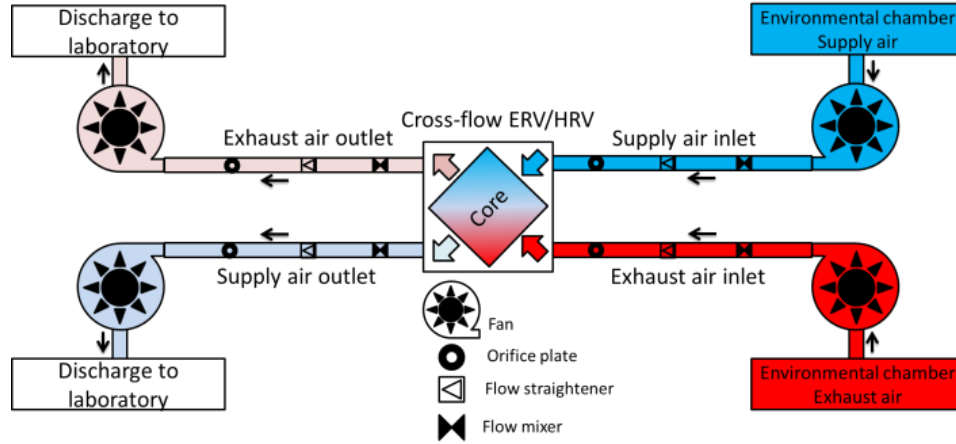 Discharge to
laboratory
Environmental chamber
Supply air
Cross-flow ERV/HRV
Exhaust air outlet
Supply air inlet
Core
Supply air outlet
Exhaust air inlet
Fan
Orifice plate
Flow straightener
Flow mixer
Discharge to
laboratory
Environmental chamber
Exhaust air